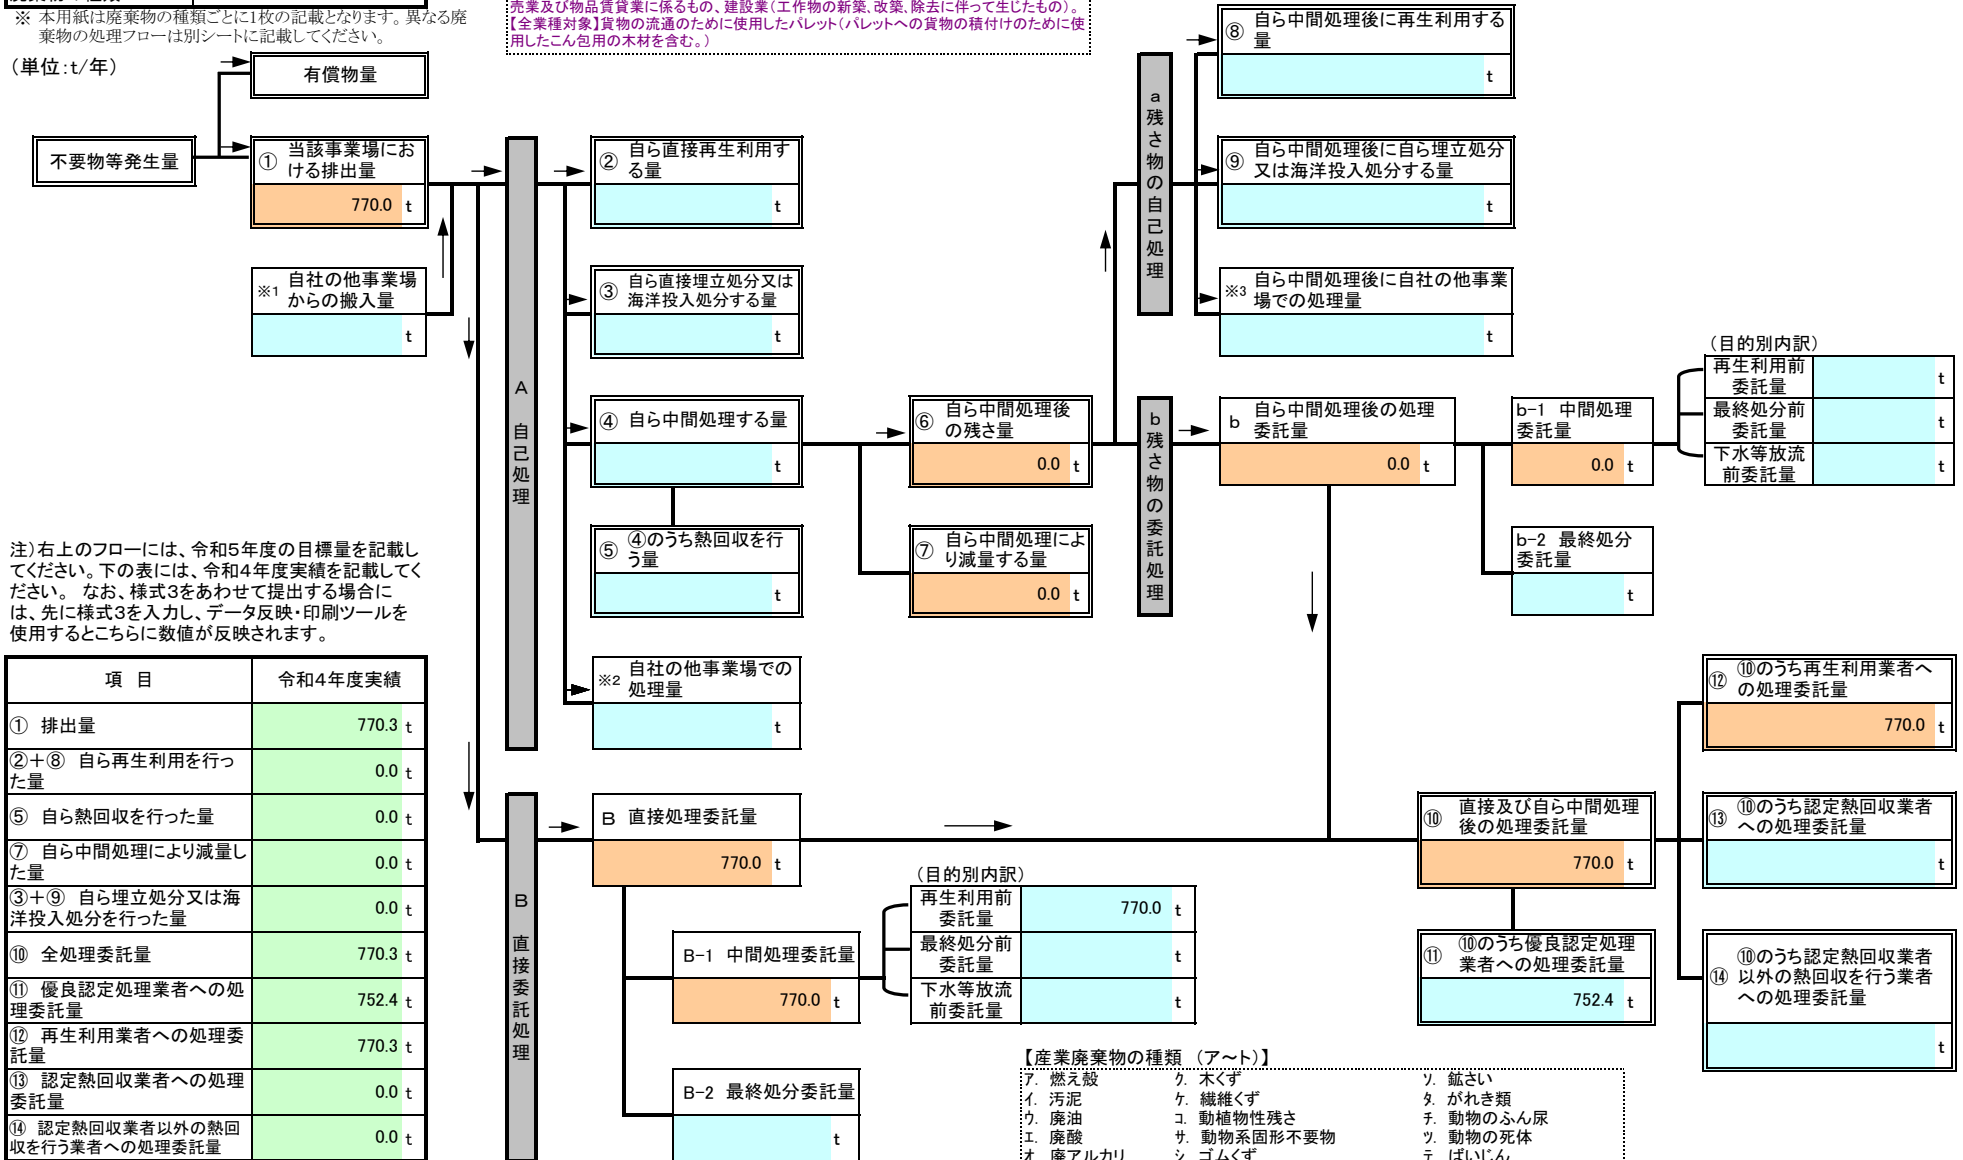 売業及び物品賃貸業に係るもの、建設業（工作物の新築、改築、除去に伴って生じたもの）。
【全業種対象】貨物の流通のために使用したパレット（パレットへの貨物の積付けのために使
用したこん包用の木材を含む。）
※ 本用紙は廃棄物の種類ごとに1枚の記載となります。異なる廃
棄物の処理フローは別シートに記載してください。
（単位：t/年）
有償物量
不要物等発生量
① 当該事業場にお
ける排出量
770.0 t
※1 自社の他事業場
からの搬入量
t
A 自己処理
② 自ら直接再生利用す
る量
t
③ 自ら直接埋立処分又は
海洋投入処分する量
t
④ 自ら中間処理する量
t
⑤ ④のうち熱回収を行
う量
t
※2 自社の他事業場での
処理量
t
⑥ 自ら中間処理後
の残さ量
0.0 t
⑦ 自ら中間処理によ
り減量する量
0.0 t
a残さ物の自己処理
⑧ 自ら中間処理後に再生利用する
量
t
⑨ 自ら中間処理後に自ら埋立処分
又は海洋投入処分する量
t
※3 自ら中間処理後に自社の他事業
場での処理量
t
b残さ物の委託処理
b 自ら中間処理後の処理
委託量
0.0 t
b-1 中間処理
委託量
0.0 t
（目的別内訳）
再生利用前
委託量 t
最終処分前
委託量 t
下水等放流
前委託量 t
b-2 最終処分
委託量
t
注）右上のフローには、令和5年度の目標量を記載し
てください。下の表には、令和4年度実績を記載してく
ださい。 なお、様式3をあわせて提出する場合に
は、先に様式3を入力し、データ反映・印刷ツールを
使用するとこちらに数値が反映されます。
項 目 令和4年度実績
① 排出量 770.3 t
②＋⑧ 自ら再生利用を行っ
た量 0.0 t
⑤ 自ら熱回収を行った量 0.0 t
⑦ 自ら中間処理により減量し
た量 0.0 t
③＋⑨ 自ら埋立処分又は海
洋投入処分を行った量 0.0 t
⑩ 全処理委託量 770.3 t
⑪ 優良認定処理業者への処
理委託量 752.4 t
⑫ 再生利用業者への処理委
託量 770.3 t
⑬ 認定熱回収業者への処理
委託量 0.0 t
⑭ 認定熱回収業者以外の熱回
収を行う業者への処理委託量 0.0 t
B 直接委託処理
B 直接処理委託量
770.0 t
B-1 中間処理委託量
770.0 t
（目的別内訳）
再生利用前
委託量 770.0 t
最終処分前
委託量 t
下水等放流
前委託量 t
B-2 最終処分委託量
t
⑩ 直接及び自ら中間処理
後の処理委託量
770.0 t
⑪ ⑩のうち優良認定処理
業者への処理委託量
752.4 t
⑫ ⑩のうち再生利用業者へ
の処理委託量
770.0 t
⑬ ⑩のうち認定熱回収業者
への処理委託量
t
⑭ ⑩のうち認定熱回収業者
以外の熱回収を行う業者
への処理委託量
t
【産業廃棄物の種類 （ア～ト）】
ア. 燃え殻 ク. 木くず ソ. 鉱さい
イ. 汚泥 ケ. 繊維くず タ. がれき類
ウ. 廃油 コ. 動植物性残さ チ. 動物のふん尿
エ. 廃酸 サ. 動物系固形不要物 ツ. 動物の死体
オ. 廃アルカリ シ. ゴムくず テ. ばいじん